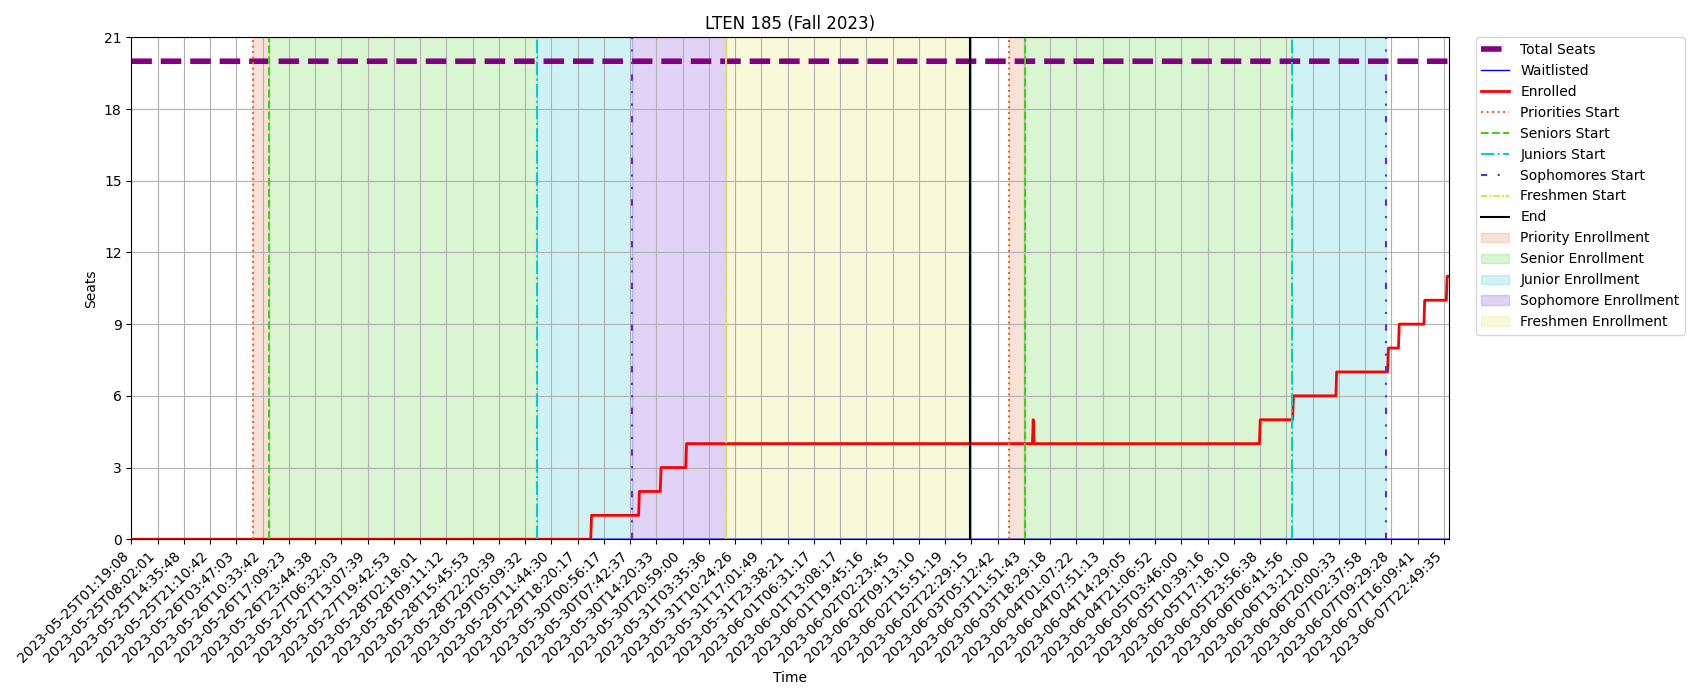 LTEN 185 (Fall 2023)
Seats
21
18
15
12
9
6
3
0
2023-05-25T01:19:08
2023-05-25T08:02:01
2023-05-25T14:35:48
2023-05-25T21:10:42
2023-05-26T03:47:03
2023-05-26T10:33:42
2023-05-26T17:09:23
2023-05-26T23:44:38
2023-05-27T06:32:03
2023-05-27T13:07:39
2023-05-27T19:42:53
2023-05-28T02:18:01
2023-05-28T09:11:12
2023-05-28T15:45:53
2023-05-28T22:20:39
2023-05-29T05:09:32
2023-05-29T11:44:30
2023-05-29T18:20:17
2023-05-30T00:56:17
2023-05-30T07:42:37
2023-05-30T14:20:33
2023-05-30T20:59:00
2023-05-31T03:35:36
2023-05-31T10:24:26
2023-05-31T17:01:49
2023-05-31T23:38:21
2023-06-01T06:31:17
2023-06-01T13:08:17
2023-06-01T19:45:16
2023-06-02T02:23:45
2023-06-02T09:13:10
2023-06-02T15:51:19
2023-06-02T22:29:15
2023-06-03T05:12:42
2023-06-03T11:51:43
2023-06-03T18:29:18
2023-06-04T01:07:22
2023-06-04T07:51:13
2023-06-04T14:29:05
2023-06-04T21:06:52
2023-06-05T03:46:00
2023-06-05T10:39:16
2023-06-05T17:18:10
2023-06-05T23:56:38
2023-06-06T06:41:56
2023-06-06T13:21:00
2023-06-06T20:00:33
2023-06-07T02:37:58
2023-06-07T09:29:28
2023-06-07T16:09:41
2023-06-07T22:49:35
Time
Total Seats
Waitlisted
Enrolled
Priorities Start
Seniors Start
Juniors Start
Sophomores Start
Freshmen Start
End
Priority Enrollment
Senior Enrollment
Junior Enrollment
Sophomore Enrollment
Freshmen Enrollment